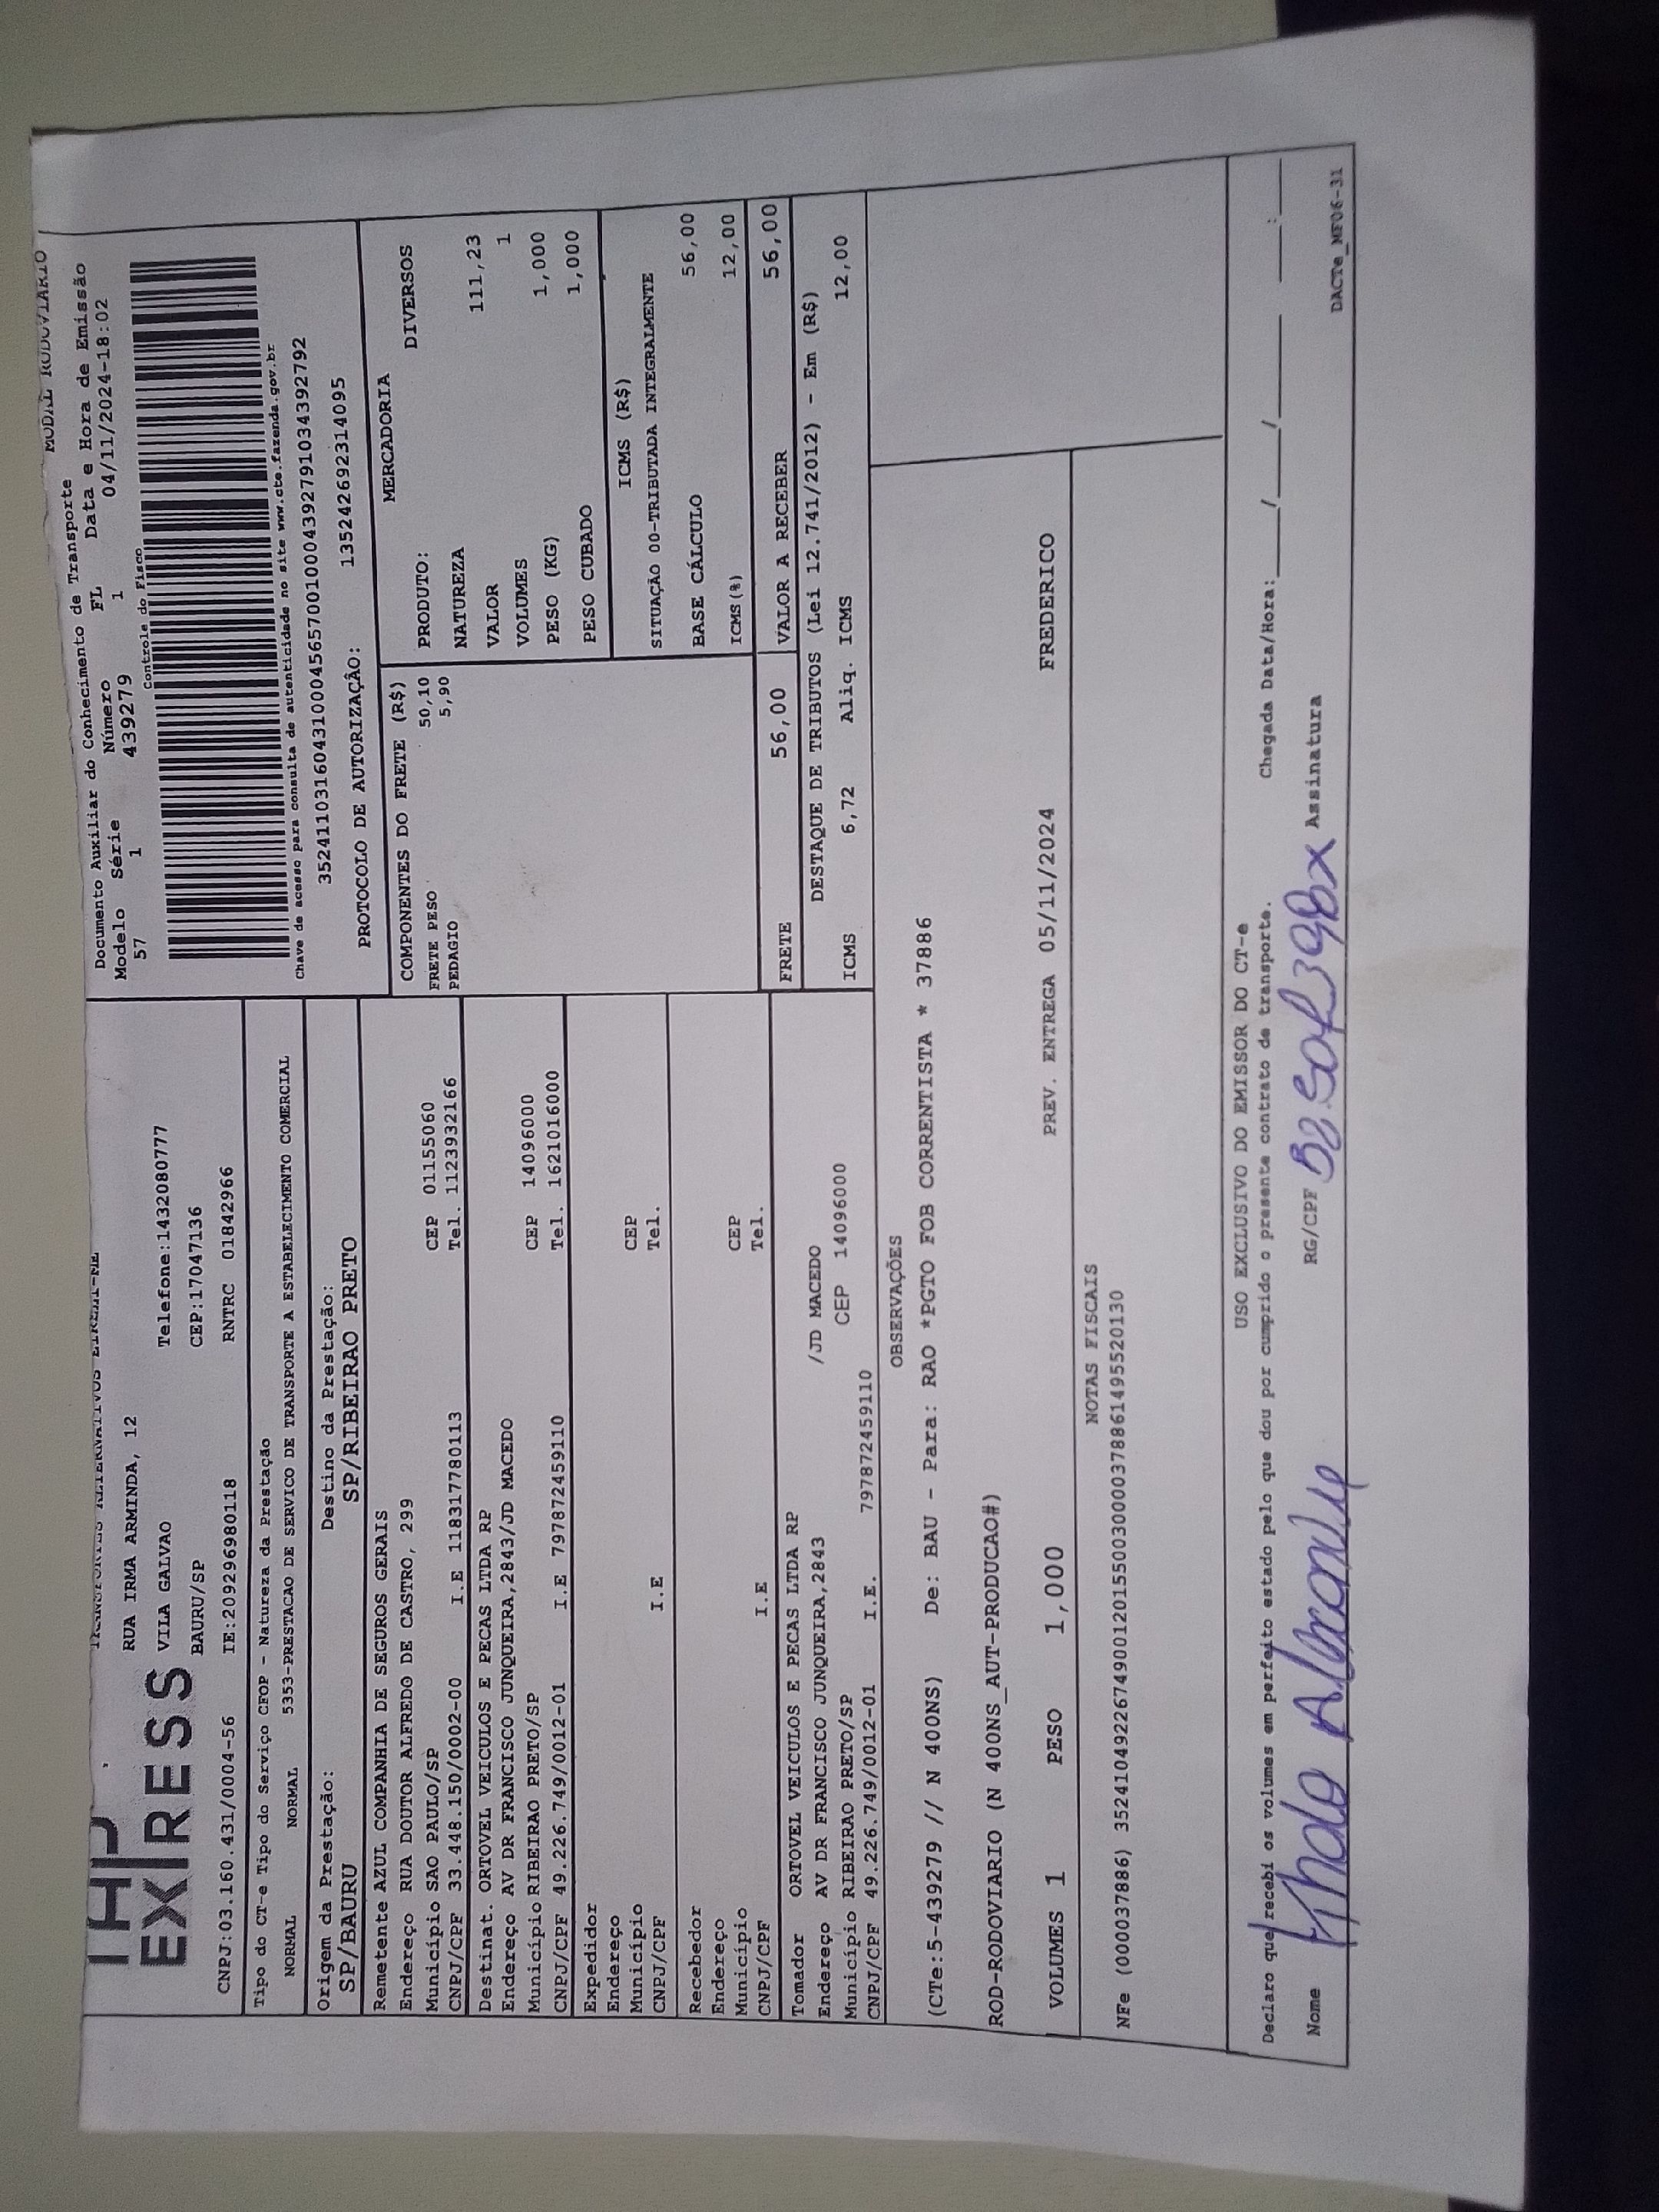 EXPRESS
RUA IRMA ARMINDA, 12
VILA GALVAO Telefone:1432080777
BAURU/SP CEP:17047136
CNPJ:03.160.431/0004-56 IE:209296980118 RNTRC 01842966
MODAL RODOVIARIO
Documento Auxiliar do Conhecimento de Transporte
Modelo Série Número FL Data e Hora de Emissão
57 1 439279 1 04/11/2024-18:02
Controle do Fisco
Chave de acesso para consulta de autenticidade no site www.cte.fazenda.gov.br
35241103160431000456570010004392791034392792
PROTOCOLO DE AUTORIZAÇÃO: 135242692314095
Tipo do CT-e Tipo do Serviço CFOP - Natureza da Prestação
NORMAL NORMAL 5353-PRESTACAO DE SERVICO DE TRANSPORTE A ESTABELECIMENTO COMERCIAL
Origem da Prestação: Destino da Prestação:
SP/BAURU SP/RIBEIRAO PRETO
Remetente AZUL COMPANHIA DE SEGUROS GERAIS
Endereço RUA DOUTOR ALFREDO DE CASTRO, 299
Município SAO PAULO/SP CEP 01155060
CNPJ/CPF 33.448.150/0002-00 I.E 118317780113 Tel. 1123932166
Destinat. ORTOVEL VEICULOS E PECAS LTDA RP
Endereço AV DR FRANCISCO JUNQUEIRA,2843/JD MACEDO
Município RIBEIRAO PRETO/SP CEP 14096000
CNPJ/CPF 49.226.749/0012-01 I.E 797872459110 Tel. 1621016000
Expedidor
Endereço
Município CEP
CNPJ/CPF I.E Tel.
Recebedor
Endereço
Município CEP
CNPJ/CPF I.E Tel.
Tomador ORTOVEL VEICULOS E PECAS LTDA RP
Endereço AV DR FRANCISCO JUNQUEIRA,2843 /JD MACEDO
Município RIBEIRAO PRETO/SP CEP 14096000
CNPJ/CPF 49.226.749/0012-01 I.E. 797872459110
COMPONENTES DO FRETE (R$)
FRETE PESO 50,10
PEDAGIO 5,90
MERCADORIA
PRODUTO: DIVERSOS
NATUREZA
VALOR 111,23
VOLUMES 1
PESO (KG) 1,000
PESO CUBADO 1,000
ICMS (R$)
SITUAÇÃO 00-TRIBUTADA INTEGRALMENTE
BASE CÁLCULO 56,00
ICMS(%) 12,00
FRETE 56,00 VALOR A RECEBER 56,00
DESTAQUE DE TRIBUTOS (Lei 12.741/2012) - Em (R$)
ICMS 6,72 Aliq. ICMS 12,00
OBSERVAÇÕES
(CTe:5-439279 // N 400NS) De: BAU - Para: RAO *PGTO FOB CORRENTISTA * 37886
ROD-RODOVIARIO (N 400NS_AUT-PRODUCAO#)
VOLUMES 1 PESO 1,000 PREV. ENTREGA 05/11/2024 FREDERICO
NOTAS FISCAIS
NFe (000037886) 35241049226749001201550030000378861495520130
USO EXCLUSIVO DO EMISSOR DO CT-e
Declaro que recebi os volumes em perfeito estado pelo que dou por cumprido o presente contrato de transporte. Chegada Data/Hora:___/___/_____ ___:___
Nome RG/CPF Assinatura
DACTe_MF06-31